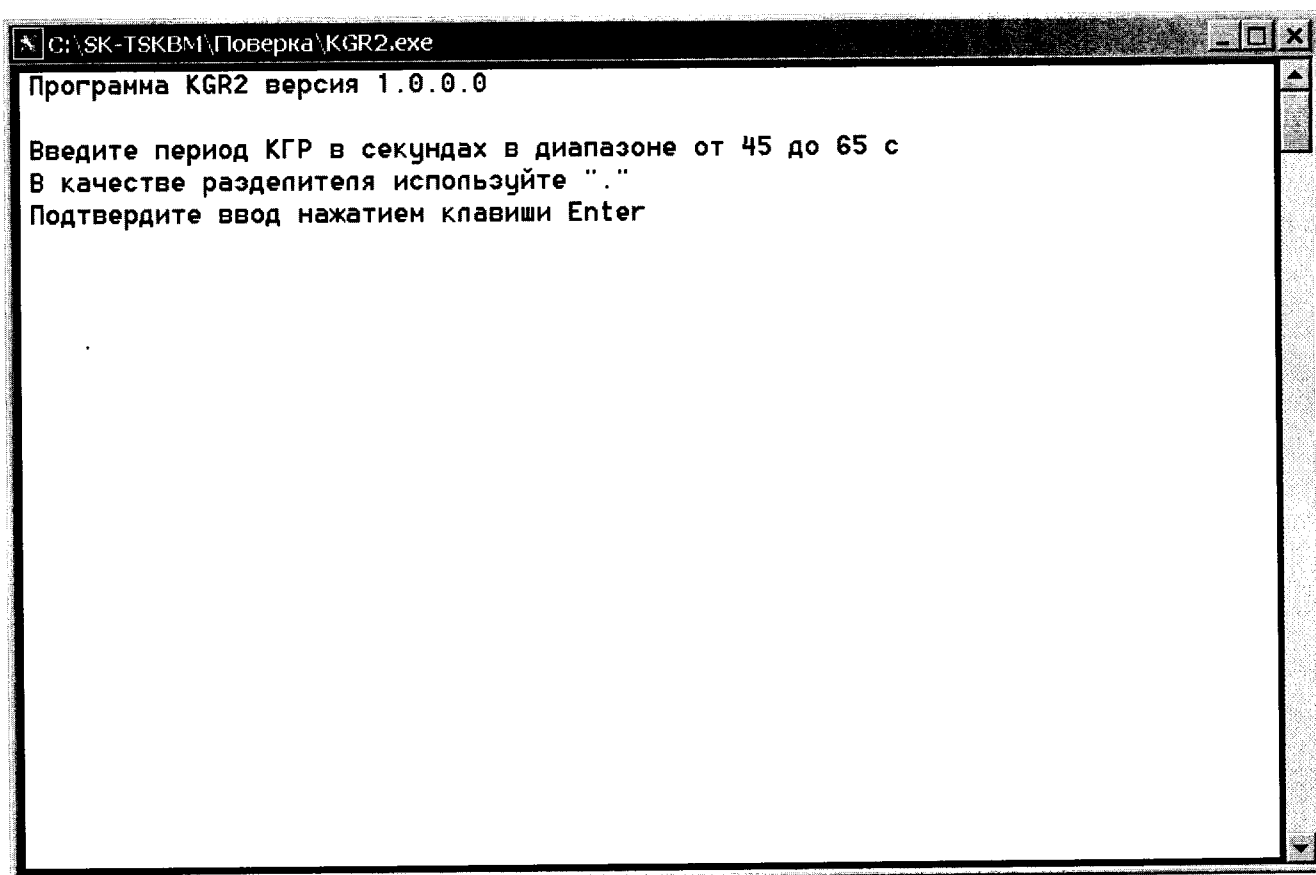 C:\SK-TSKBM\Поверка\KGR2.exe
Программа KGR2 версия 1.0.0.0
Введите период КГР в секундах в диапазоне от 45 до 65 с
В качестве разделителя используйте "."
Подтвердите ввод нажатием клавиши Enter